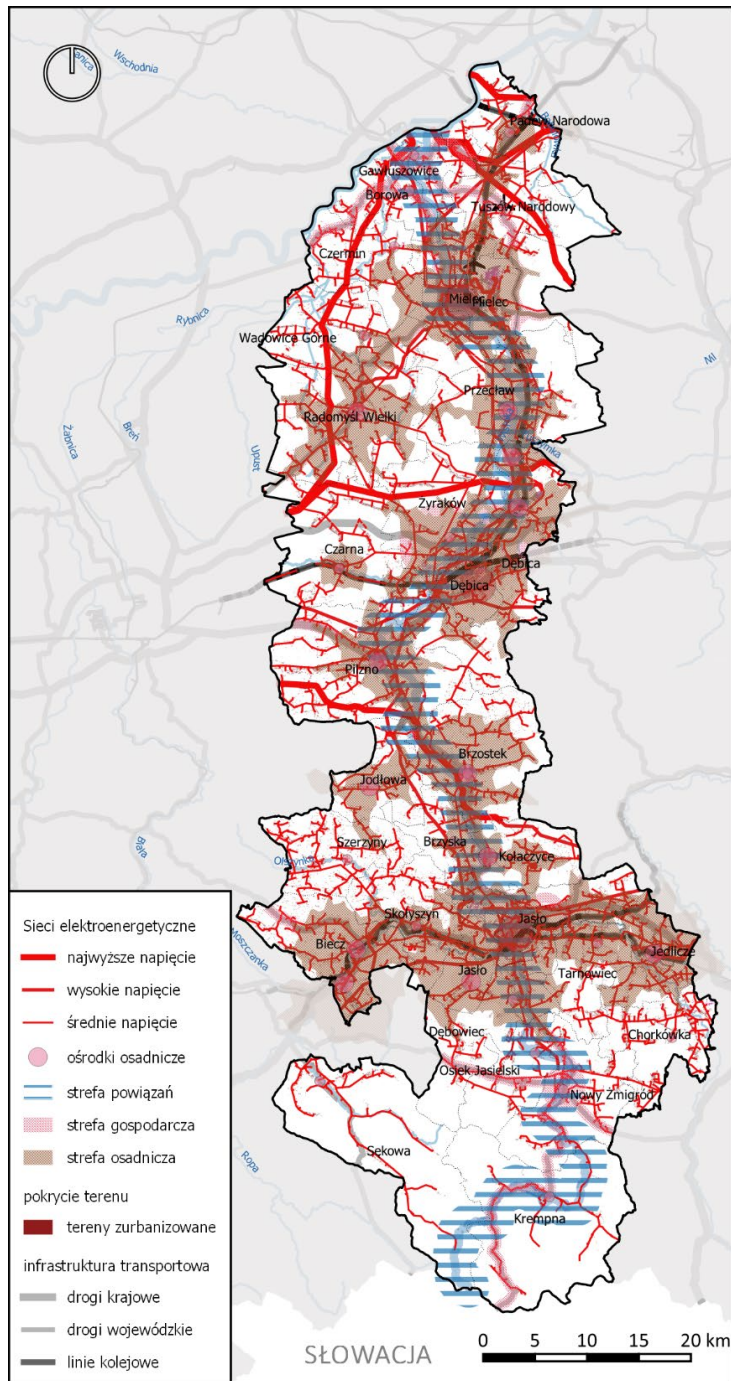 Wschodnia
Padew Narodowa
Gawłuszowice
Borowa
Tuszów Narodowy
Czermin
Mielec
Mielec
Rybnica
Wadowice Górne
Przecław
Radomyśl Wielki
Żabnica
Breń
Upust
Żyraków
Czarna
Dębica
Dębica
Pilzno
Brzostek
Jodłowa
Szerzyny
Brzyska
Kołaczyce
Biała
Olszynka
Skołyszyn
Jasło
Biecz
Moszczanka
Jasło
Jedlicze
Tarnowiec
Dębowiec
Chorkówka
Osiek Jasielski
Nowy Żmigród
Sękowa
Ropa
Krempna
SŁOWACJA
0 5 10 15 20 km
Sieci elektroenergetyczne
najwyższe napięcie
wysokie napięcie
średnie napięcie
ośrodki osadnicze
strefa powiązań
strefa gospodarcza
strefa osadnicza
pokrycie terenu
tereny zurbanizowane
infrastruktura transportowa
drogi krajowe
drogi wojewódzkie
linie kolejowe